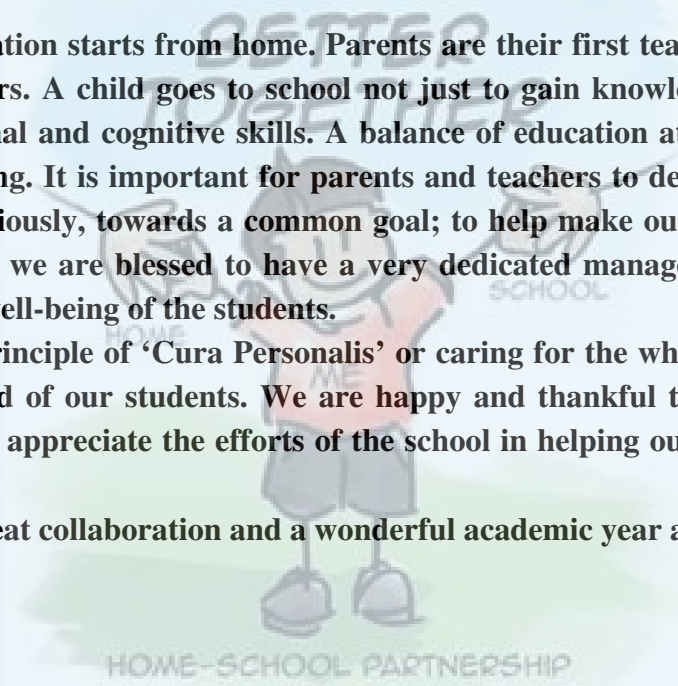 BETTER
TOGETHER
ation starts from home. Parents are their first tea
rs. A child goes to school not just to gain knowl
al and cognitive skills. A balance of education at
ng. It is important for parents and teachers to de
iously, towards a common goal; to help make ou
we are blessed to have a very dedicated manage
SCHOOL
ell-being of the students.
HOME
rinciple of ‘Cura Personalis’ or caring for the wh
ME
d of our students. We are happy and thankful t
appreciate the efforts of the school in helping ou
eat collaboration and a wonderful academic year a
HOME-SCHOOL PARTNERSHIP